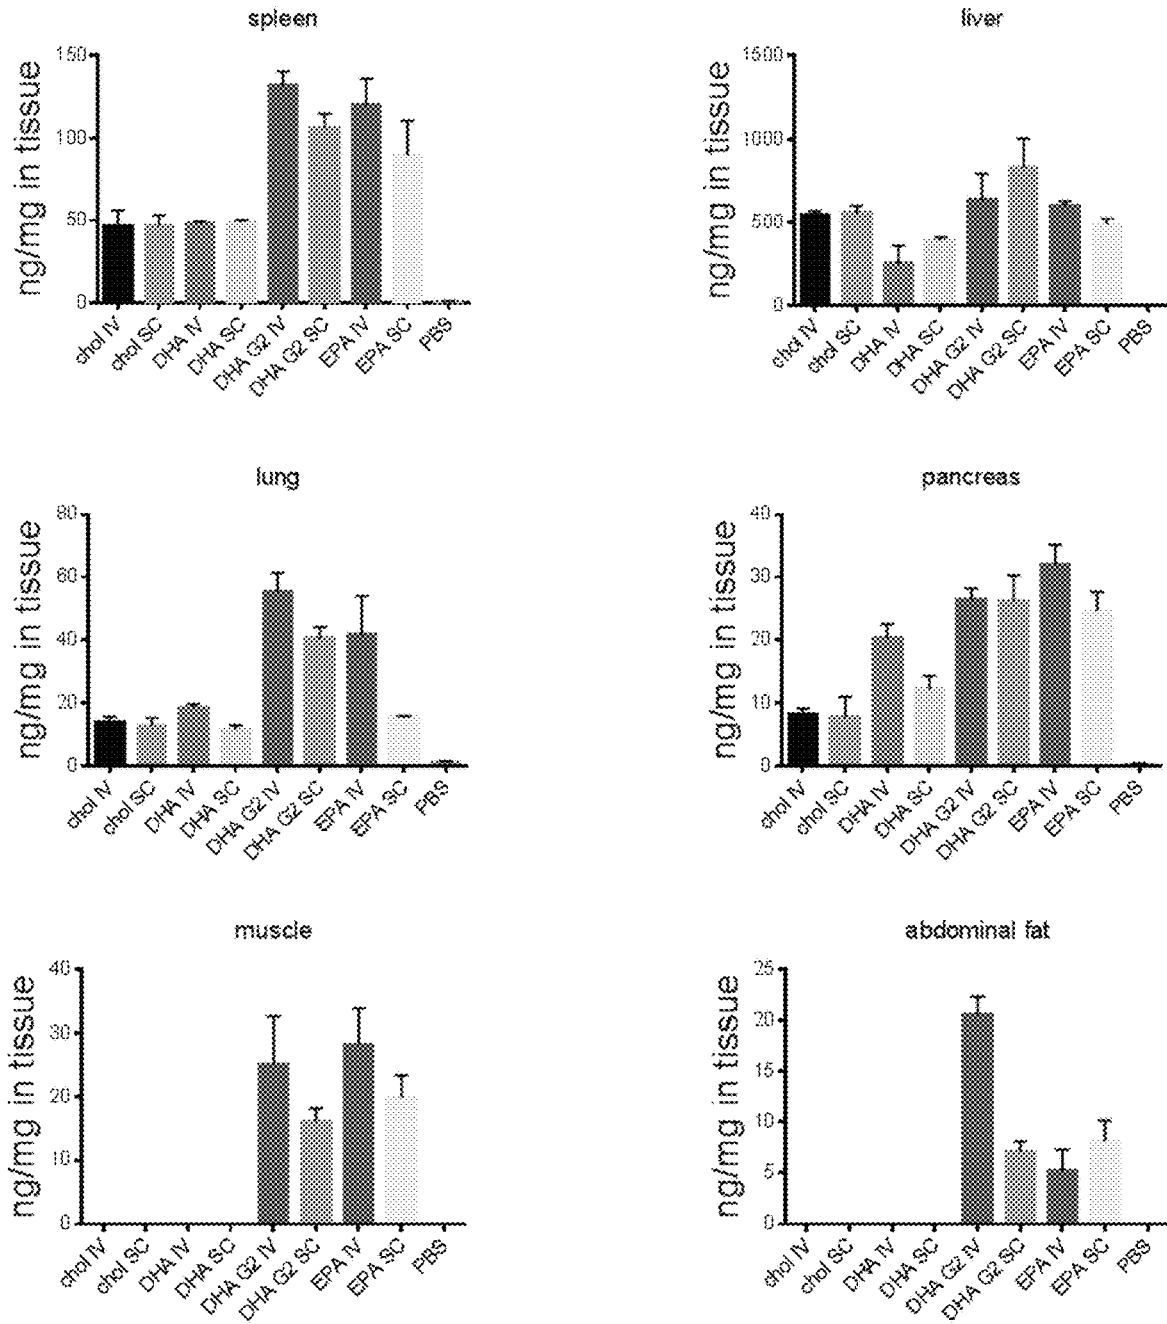 spleen
ng/mg in tissue
150
100
50
0
chol IV
chol SC
DHA IV
DHA SC
DHA G2 IV
DHA G2 SC
EPA IV
EPA SC
PBS
liver
ng/mg in tissue
1500
1000
500
0
chol IV
chol SC
DHA IV
DHA SC
DHA G2 IV
DHA G2 SC
EPA IV
EPA SC
PBS
lung
ng/mg in tissue
80
60
40
20
0
chol IV
chol SC
DHA IV
DHA SC
DHA G2 IV
DHA G2 SC
EPA IV
EPA SC
PBS
pancreas
ng/mg in tissue
40
30
20
10
0
chol IV
chol SC
DHA IV
DHA SC
DHA G2 IV
DHA G2 SC
EPA IV
EPA SC
PBS
muscle
ng/mg in tissue
40
30
20
10
0
chol IV
chol SC
DHA IV
DHA SC
DHA G2 IV
DHA G2 SC
EPA IV
EPA SC
PBS
abdominal fat
ng/mg in tissue
25
20
15
10
5
0
chol IV
chol SC
DHA IV
DHA SC
DHA G2 IV
DHA G2 SC
EPA IV
EPA SC
PBS